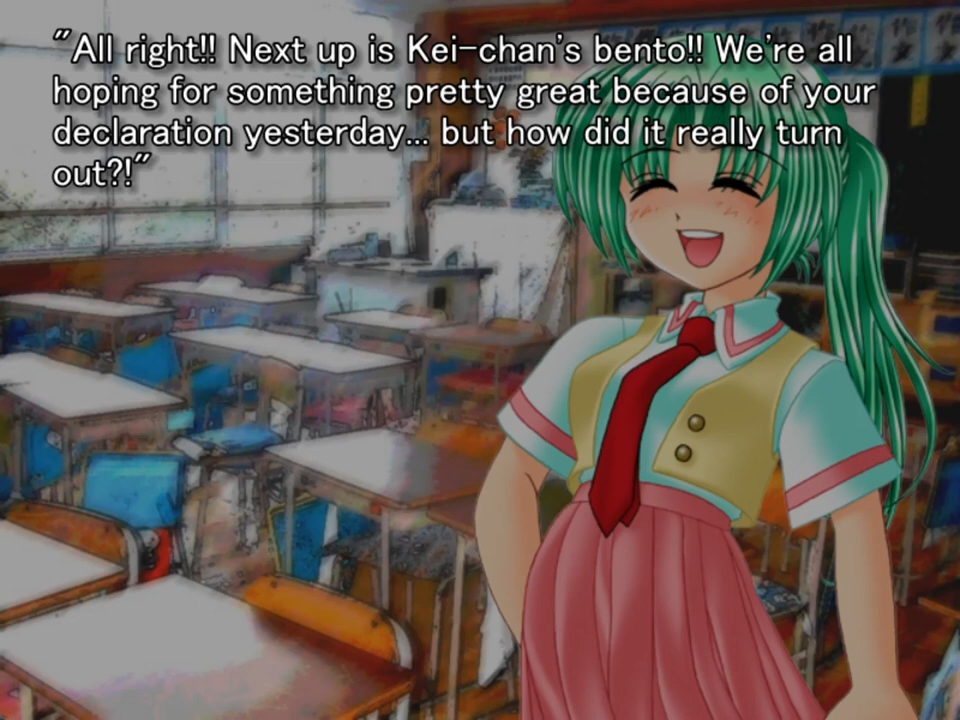 "All right!! Next up is Kei-chan's bento!! We're all
hoping for something pretty great because of your
declaration yesterday... but how did it really turn
out?!"